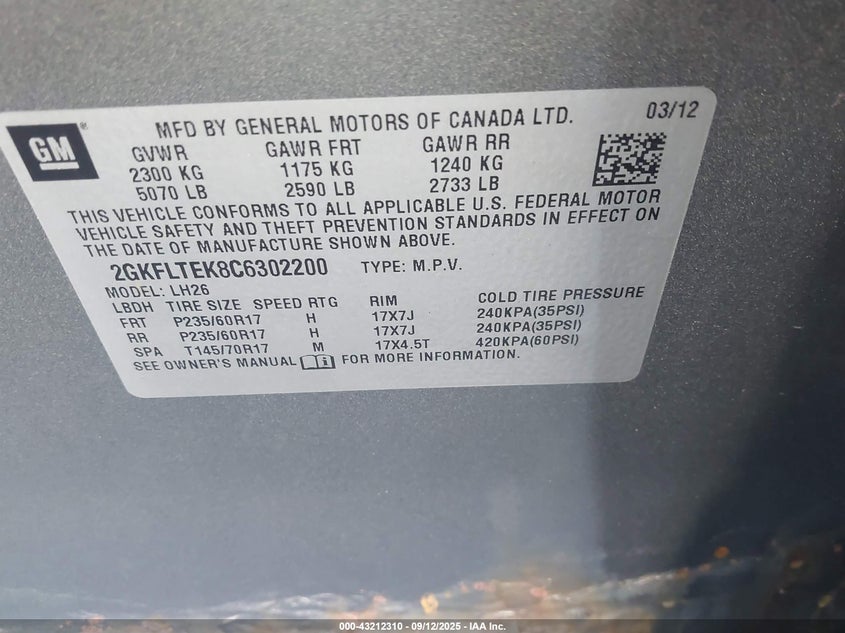 GM®
MFD BY GENERAL MOTORS OF CANADA LTD. 03/12
GVWR GAWR FRT GAWR RR
2300 KG 1175 KG 1240 KG
5070 LB 2590 LB 2733 LB
THIS VEHICLE CONFORMS TO ALL APPLICABLE U.S. FEDERAL MOTOR
VEHICLE SAFETY AND THEFT PREVENTION STANDARDS IN EFFECT ON
THE DATE OF MANUFACTURE SHOWN ABOVE.
2GKFLTEK8C6302200 TYPE: M.P.V.
MODEL: LH26
LBDH TIRE SIZE SPEED RTG RIM COLD TIRE PRESSURE
FRT P235/60R17 H 17X7J 240KPA(35PSI)
RR P235/60R17 H 17X7J 240KPA(35PSI)
SPA T145/70R17 M 17X4.5T 420KPA(60PSI)
SEE OWNER'S MANUAL FOR MORE INFORMATION.
000-43212310 - 09/12/2025 - IAA Inc.